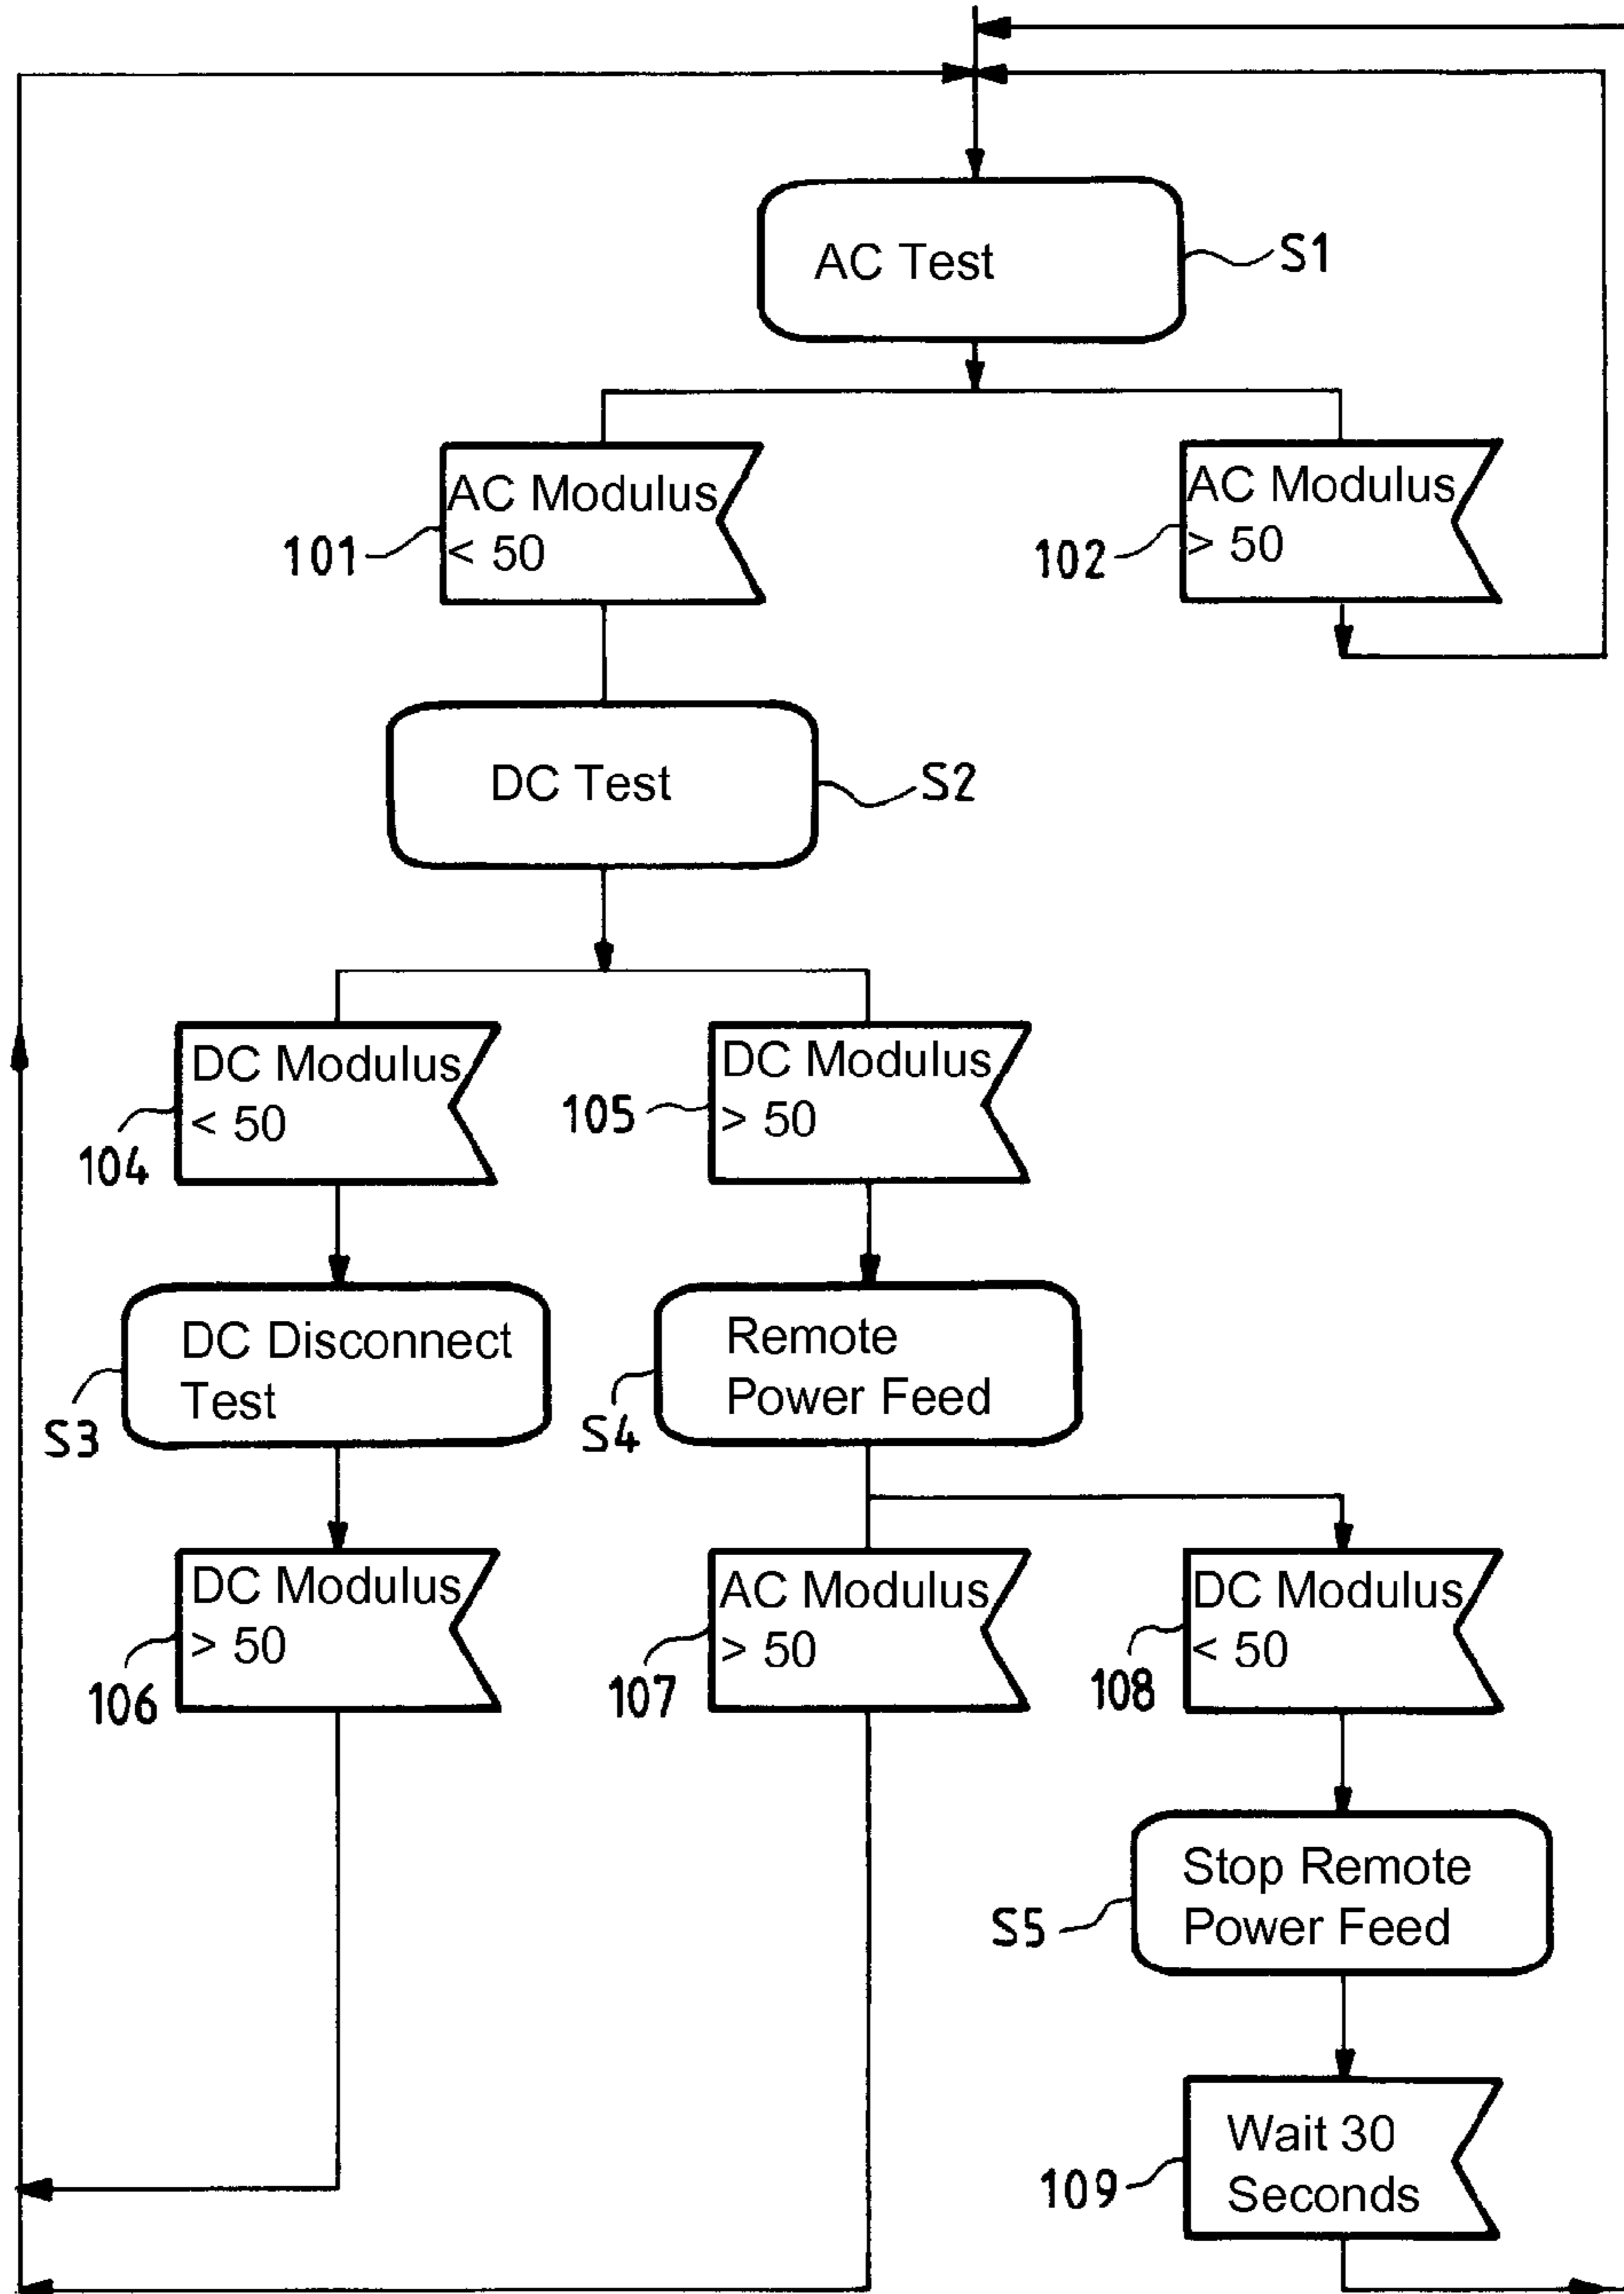 AC Test
S1
AC Modulus
< 50
101
AC Modulus
> 50
102
DC Test
S2
DC Modulus
< 50
104
DC Modulus
> 50
105
DC Disconnect
Test
S3
Remote
Power Feed
S4
DC Modulus
> 50
106
AC Modulus
> 50
107
DC Modulus
< 50
108
Stop Remote
Power Feed
S5
Wait 30
Seconds
109